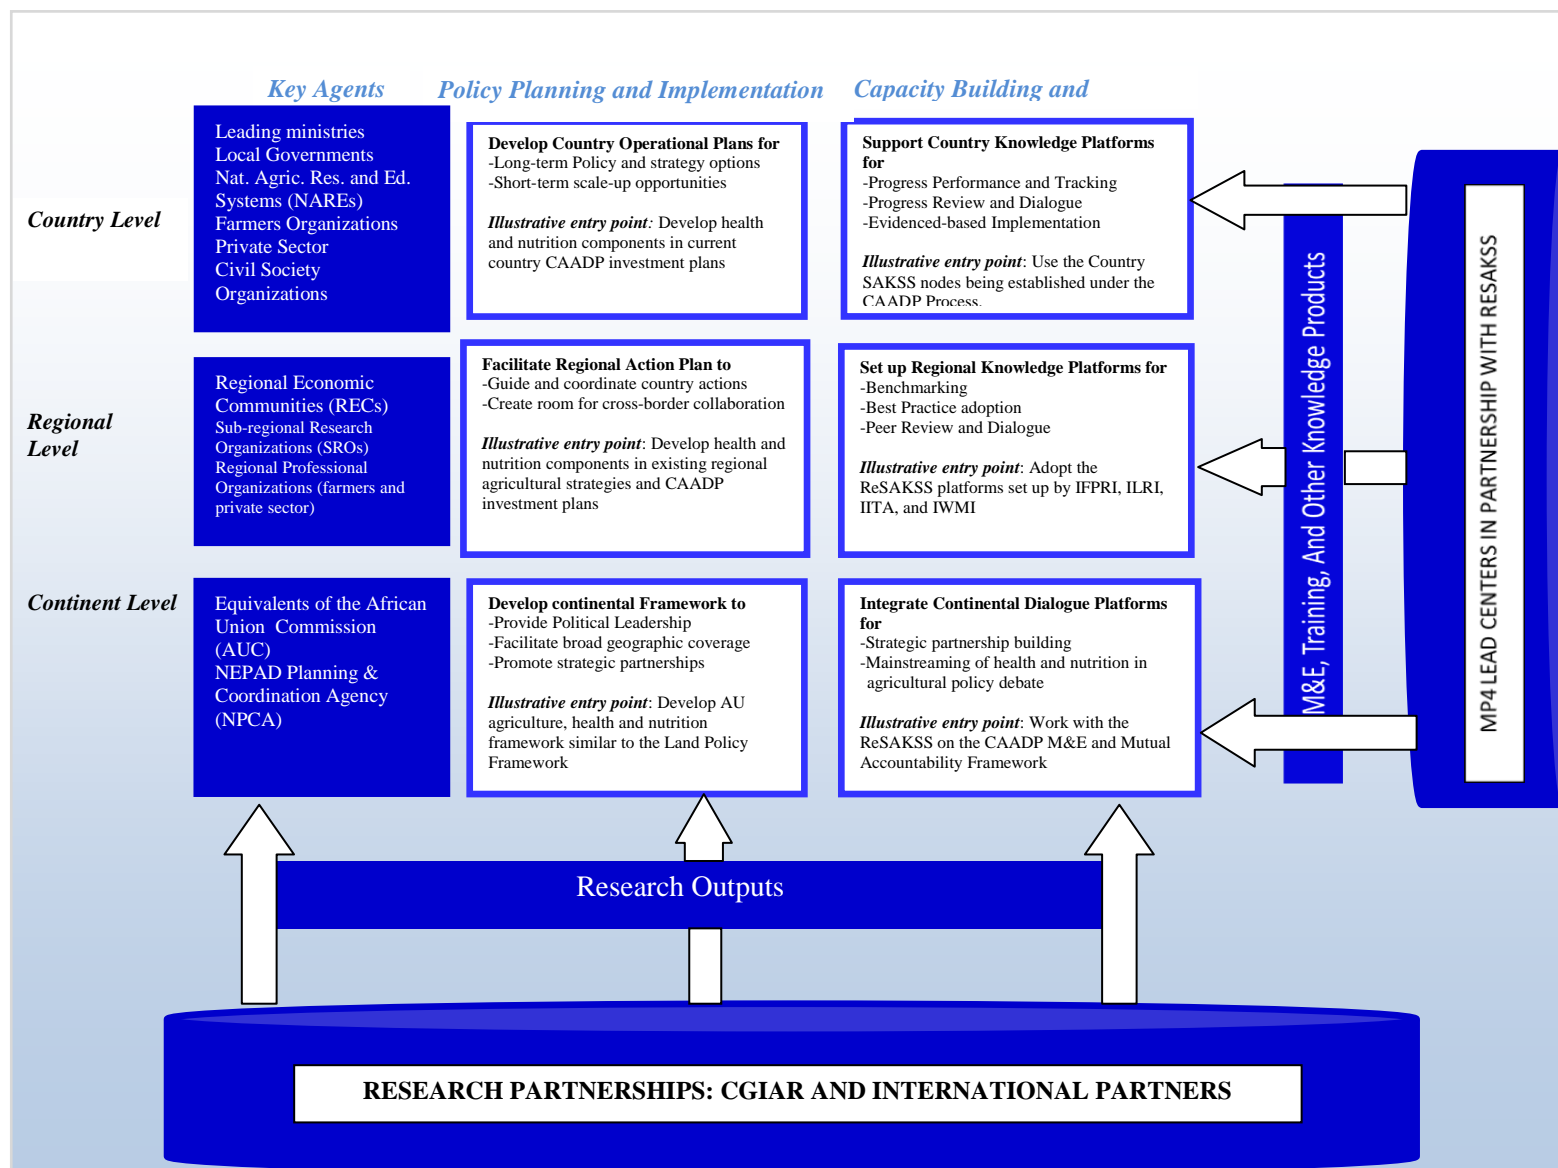 Key Agents
Policy Planning and Implementation
Capacity Building and
Country Level
Leading ministries
Local Governments
Nat. Agric. Res. and Ed.
Systems (NAREs)
Farmers Organizations
Private Sector
Civil Society
Organizations
Develop Country Operational Plans for
-Long-term Policy and strategy options
-Short-term scale-up opportunities
Illustrative entry point: Develop health
and nutrition components in current
country CAADP investment plans
Support Country Knowledge Platforms
for
-Progress Performance and Tracking
-Progress Review and Dialogue
-Evidenced-based Implementation
Illustrative entry point: Use the Country
SAKSS nodes being established under the
CAADP Process.
Regional
Level
Regional Economic
Communities (RECs)
Sub-regional Research
Organizations (SROs)
Regional Professional
Organizations (farmers and
private sector)
Facilitate Regional Action Plan to
-Guide and coordinate country actions
-Create room for cross-border collaboration
Illustrative entry point: Develop health and
nutrition components in existing regional
agricultural strategies and CAADP
investment plans
Set up Regional Knowledge Platforms for
-Benchmarking
-Best Practice adoption
-Peer Review and Dialogue
Illustrative entry point: Adopt the
ReSAKSS platforms set up by IFPRI, ILRI,
IITA, and IWMI
Continent Level
Equivalents of the African
Union Commission
(AUC)
NEPAD Planning &
Coordination Agency
(NPCA)
Develop continental Framework to
-Provide Political Leadership
-Facilitate broad geographic coverage
-Promote strategic partnerships
Illustrative entry point: Develop AU
agriculture, health and nutrition
framework similar to the Land Policy
Framework
Integrate Continental Dialogue Platforms
for
-Strategic partnership building
-Mainstreaming of health and nutrition in
agricultural policy debate
Illustrative entry point: Work with the
ReSAKSS on the CAADP M&E and Mutual
Accountability Framework
M&E, Training, And Other Knowledge Products
MP4 LEAD CENTERS IN PARTNERSHIP WITH RESAKSS
Research Outputs
RESEARCH PARTNERSHIPS: CGIAR AND INTERNATIONAL PARTNERS